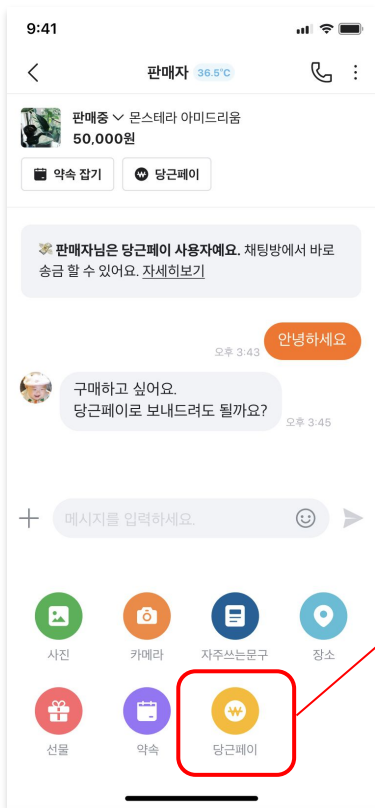 9:41
판매자 36.5°C
판매중 몬스테라 아미드리움
50,000원
약속 잡기 당근페이
판매자님은 당근페이 사용자예요. 채팅방에서 바로
송금 할 수 있어요. 자세히보기
안녕하세요
오후 3:43
구매하고 싶어요.
당근페이로 보내드려도 될까요?
오후 3:45
메시지를 입력하세요.
사진 카메라 자주쓰는문구 장소
선물 약속 당근페이